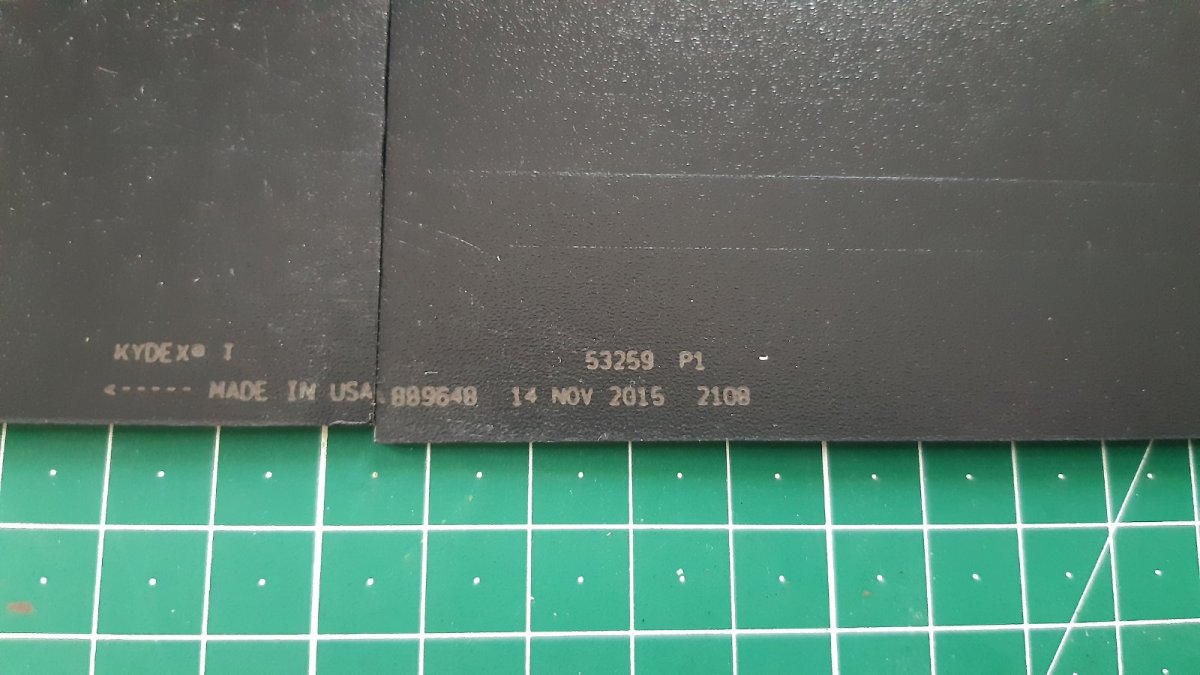 KYDEX® T
<----- MADE IN USA
53259 P1
889648 14 NOV 2015 2108